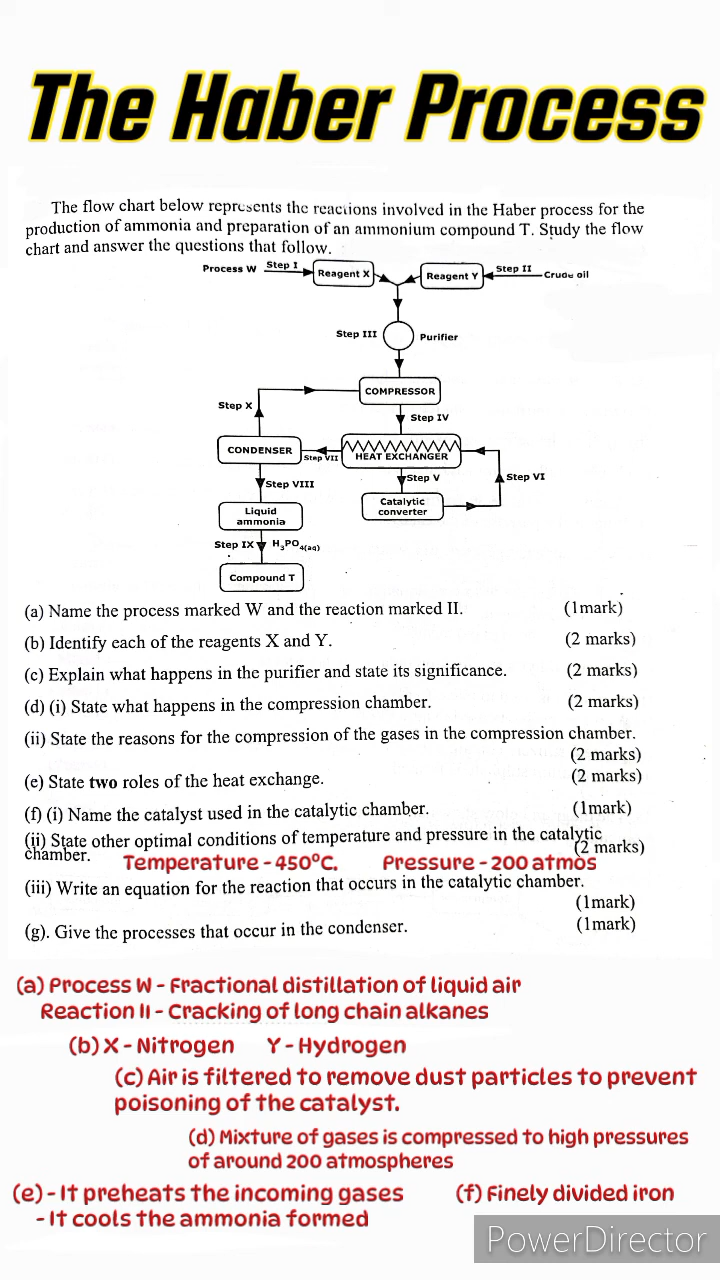 The Haber Process
The flow chart below represents the reactions involved in the Haber process for the
production of ammonia and preparation of an ammonium compound T. Study the flow
chart and answer the questions that follow.
Process W
Step I
Reagent X
Reagent Y
Step II
Crude oil
Step III
Purifier
COMPRESSOR
Step X
Step IV
CONDENSER
Step VII
HEAT EXCHANGER
Step VIII
Step V
Step VI
Liquid
ammonia
Catalytic
converter
Step IX
H₃PO₄(aq)
Compound T
(a) Name the process marked W and the reaction marked II. (1mark)
(b) Identify each of the reagents X and Y. (2 marks)
(c) Explain what happens in the purifier and state its significance. (2 marks)
(d) (i) State what happens in the compression chamber. (2 marks)
(ii) State the reasons for the compression of the gases in the compression chamber.
(2 marks)
(e) State two roles of the heat exchange. (2 marks)
(f) (i) Name the catalyst used in the catalytic chamber. (1mark)
(ii) State other optimal conditions of temperature and pressure in the catalytic
chamber. (2 marks)
Temperature - 450°C. Pressure - 200 atmos
(iii) Write an equation for the reaction that occurs in the catalytic chamber.
(1mark)
(g). Give the processes that occur in the condenser. (1mark)
(a) Process W - Fractional distillation of liquid air
Reaction II - Cracking of long chain alkanes
(b) X - Nitrogen Y - Hydrogen
(c) Air is filtered to remove dust particles to prevent
poisoning of the catalyst.
(d) Mixture of gases is compressed to high pressures
of around 200 atmospheres
(e) - It preheats the incoming gases
- It cools the ammonia formed
(f) Finely divided iron
PowerDirector